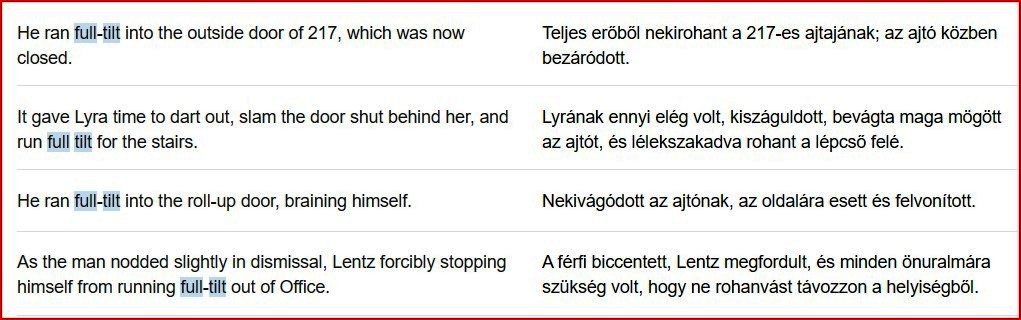 He ran full-tilt into the outside door of 217, which was now
closed.
Teljes erőből nekirohant a 217-es ajtajának; az ajtó közben
bezáródott.
It gave Lyra time to dart out, slam the door shut behind her, and
run full tilt for the stairs.
Lyrának ennyi elég volt, kiszáguldott, bevágta maga mögött
az ajtót, és lélekszakadva rohant a lépcső felé.
He ran full-tilt into the roll-up door, braining himself.
Nekivágódott az ajtónak, az oldalára esett és felvonított.
As the man nodded slightly in dismissal, Lentz forcibly stopping
himself from running full-tilt out of Office.
A férfi biccentett, Lentz megfordult, és minden önuralmára
szükség volt, hogy ne rohanvást távozzon a helyiségből.